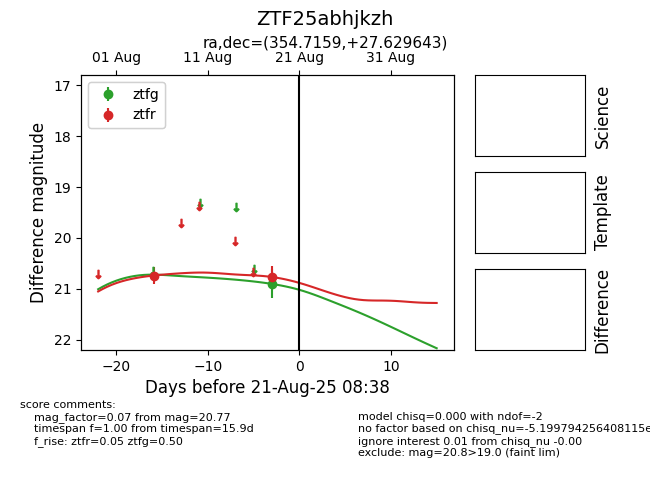 ZTF25abhjkzh
ra,dec=(354.7159,+27.629643)
01 Aug
11 Aug
21 Aug
31 Aug
ztfg
ztfr
17
18
19
20
21
22
Difference magnitude
−20
−10
0
10
Days before 21-Aug-25 08:38
Science
Template
Difference
score comments:
mag_factor=0.07 from mag=20.77
timespan f=1.00 from timespan=15.9d
f_rise: ztfr=0.05 ztfg=0.50
model chisq=0.000 with ndof=-2
no factor based on chisq_nu=-5.199794256408115e
ignore interest 0.01 from chisq_nu -0.00
exclude: mag=20.8>19.0 (faint lim)